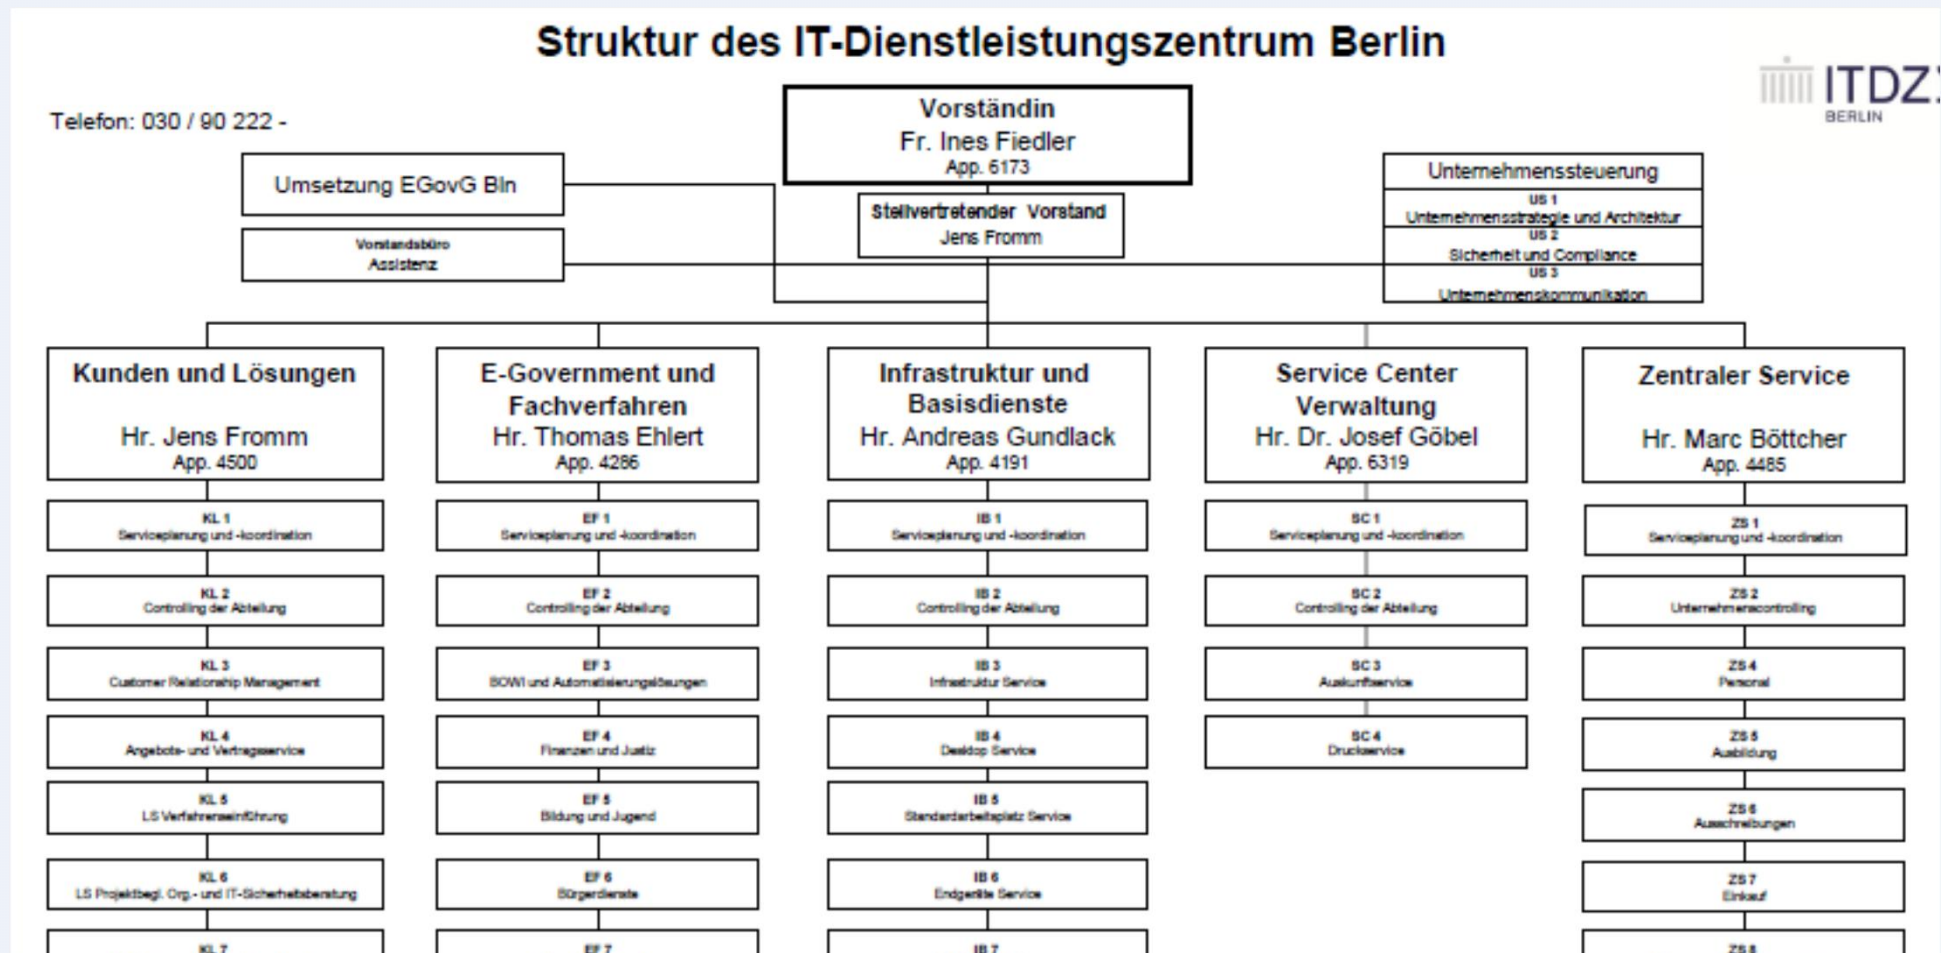 Struktur des IT-Dienstleistungszentrum Berlin
ITDZ
BERLIN
Telefon: 030 / 90 222 -
Vorständin
Fr. Ines Fiedler
App. 6173
Umsetzung EGovG Bln
Stellvertretender Vorstand
Jens Fromm
Vorstandsbüro
Assistenz
Unternehmenssteuerung
US 1
Unternehmensstrategie und Architektur
US 2
Sicherheit und Compliance
US 3
Unternehmenskommunikation
Kunden und Lösungen
Hr. Jens Fromm
App. 4500
KL 1
Serviceplanung und -koordination
KL 2
Controlling der Abteilung
KL 3
Customer Relationship Management
KL 4
Angebots- und Vertragsservice
KL 5
LS Verfahrenseinführung
KL 6
LS Projektbegl. Org.- und IT-Sicherheitsberatung
KL 7
E-Government und
Fachverfahren
Hr. Thomas Ehlert
App. 4286
EF 1
Serviceplanung und -koordination
EF 2
Controlling der Abteilung
EF 3
BOWI und Automatisierungslösungen
EF 4
Finanzen und Justiz
EF 5
Bildung und Jugend
EF 6
Bürgerdienste
EF 7
Infrastruktur und
Basisdienste
Hr. Andreas Gundlack
App. 4191
IB 1
Serviceplanung und -koordination
IB 2
Controlling der Abteilung
IB 3
Infrastruktur Service
IB 4
Desktop Service
IB 5
Standardarbeitsplatz Service
IB 6
Endgeräte Service
IB 7
Service Center
Verwaltung
Hr. Dr. Josef Göbel
App. 6319
SC 1
Serviceplanung und -koordination
SC 2
Controlling der Abteilung
SC 3
Auskunftservice
SC 4
Druckservice
Zentraler Service
Hr. Marc Böttcher
App. 4485
ZS 1
Serviceplanung und -koordination
ZS 2
Unternehmenscontrolling
ZS 4
Personal
ZS 5
Ausbildung
ZS 6
Ausschreibungen
ZS 7
Einkauf
ZS 8